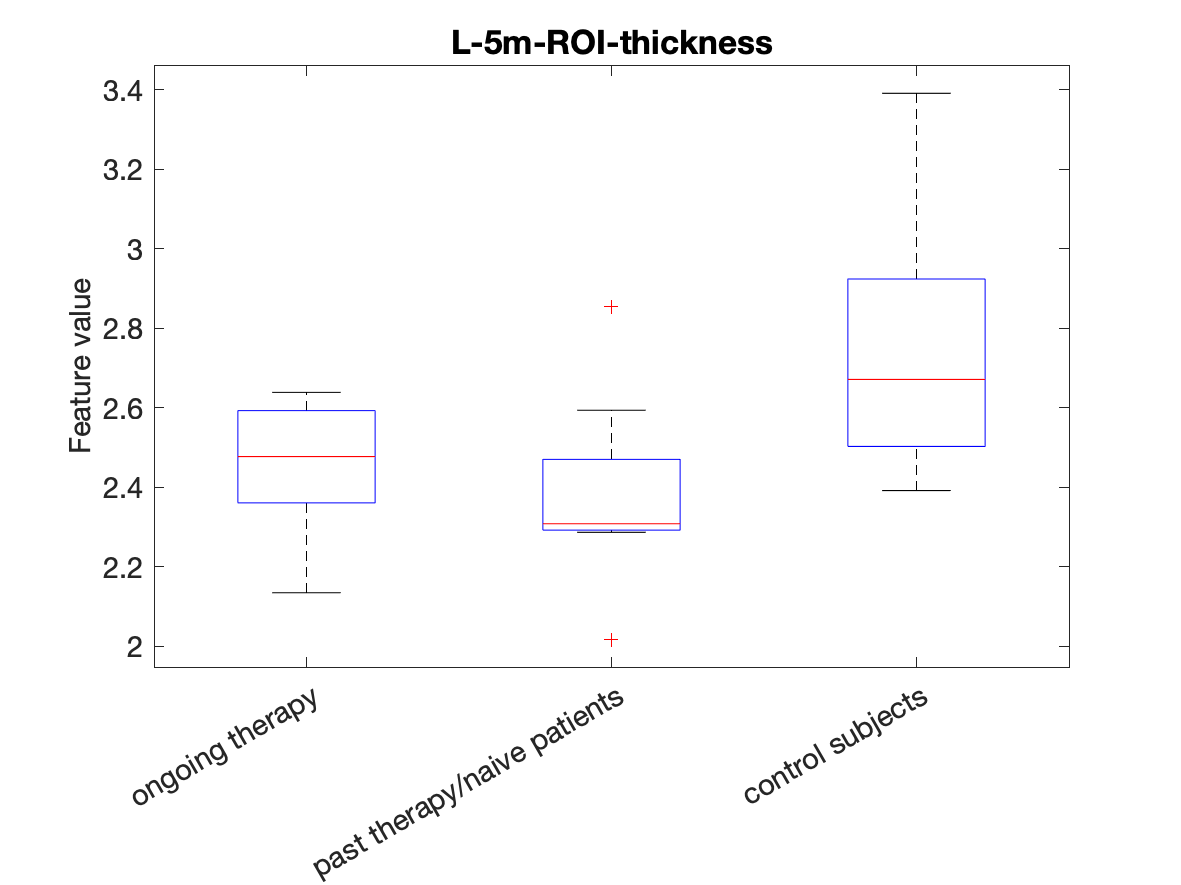 L-5m-ROI-thickness
Feature value
3.4
3.2
3
2.8
2.6
2.4
2.2
2
ongoing therapy
past therapy/naive patients
control subjects